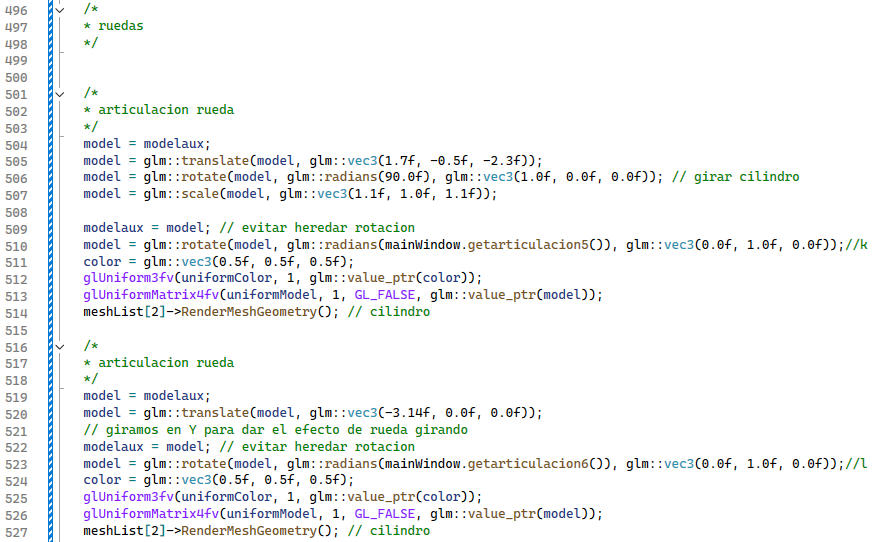 496 /*
497 * ruedas
498 */
499
500
501 /*
502 * articulacion rueda
503 */
504 model = modelaux;
505 model = glm::translate(model, glm::vec3(1.7f, -0.5f, -2.3f));
506 model = glm::rotate(model, glm::radians(90.0f), glm::vec3(1.0f, 0.0f, 0.0f)); // girar cilindro
507 model = glm::scale(model, glm::vec3(1.1f, 1.0f, 1.1f));
508
509 modelaux = model; // evitar heredar rotacion
510 model = glm::rotate(model, glm::radians(mainWindow.getarticulacion5()), glm::vec3(0.0f, 1.0f, 0.0f));//k
511 color = glm::vec3(0.5f, 0.5f, 0.5f);
512 glUniform3fv(uniformColor, 1, glm::value_ptr(color));
513 glUniformMatrix4fv(uniformModel, 1, GL_FALSE, glm::value_ptr(model));
514 meshList[2]->RenderMeshGeometry(); // cilindro
515
516 /*
517 * articulacion rueda
518 */
519 model = modelaux;
520 model = glm::translate(model, glm::vec3(-3.14f, 0.0f, 0.0f));
521 // giramos en Y para dar el efecto de rueda girando
522 modelaux = model; // evitar heredar rotacion
523 model = glm::rotate(model, glm::radians(mainWindow.getarticulacion6()), glm::vec3(0.0f, 1.0f, 0.0f));//l
524 color = glm::vec3(0.5f, 0.5f, 0.5f);
525 glUniform3fv(uniformColor, 1, glm::value_ptr(color));
526 glUniformMatrix4fv(uniformModel, 1, GL_FALSE, glm::value_ptr(model));
527 meshList[2]->RenderMeshGeometry(); // cilindro